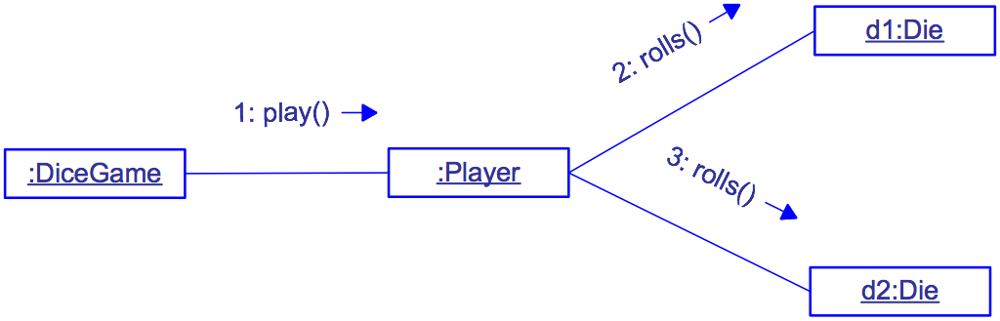 d1:Die
2: rolls()
1: play()
:DiceGame
:Player
3: rolls()
d2:Die